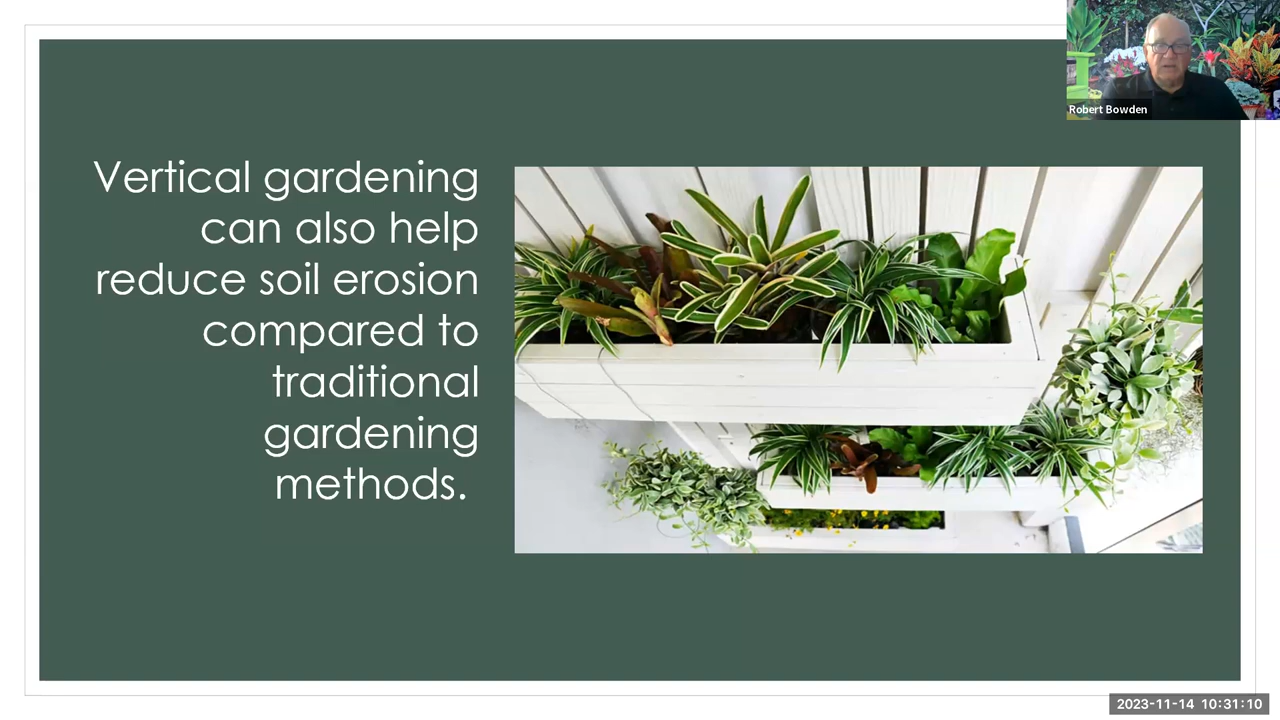 Robert Bowden
Vertical gardening
can also help
reduce soil erosion
compared to
traditional
gardening
methods.
2023-11-14 10:31:10